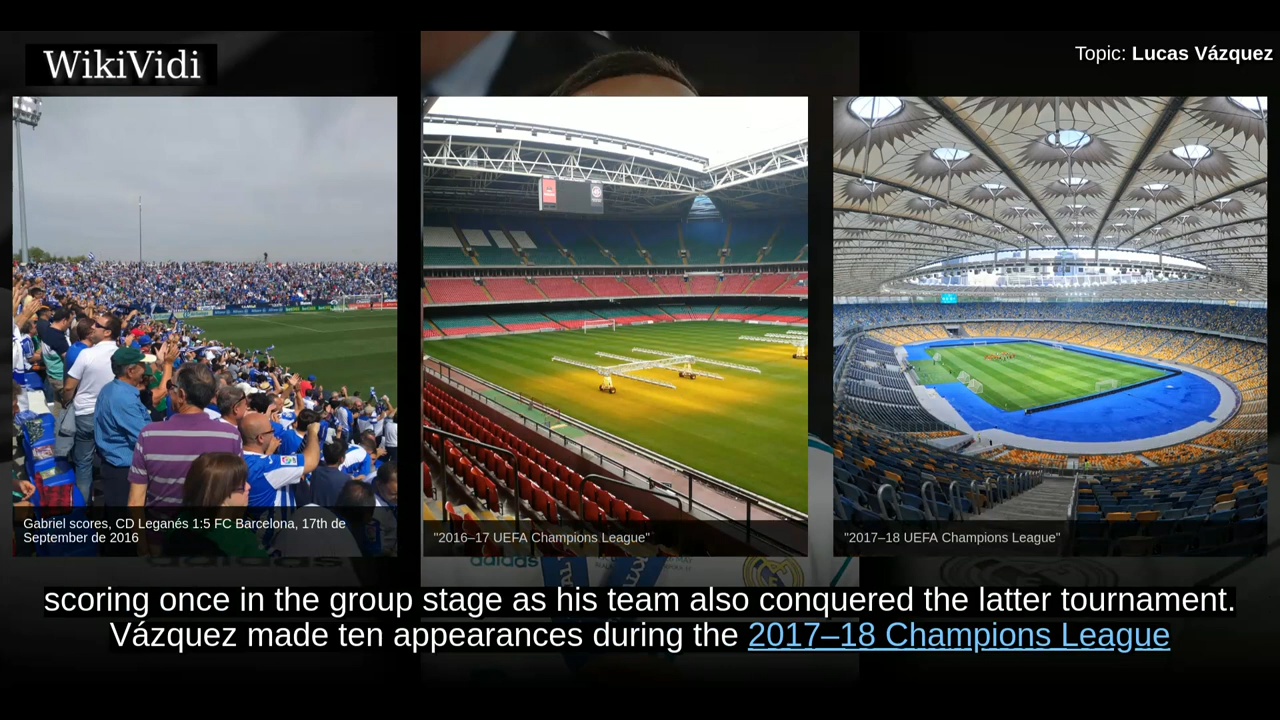 WikiVidi
Topic: Lucas Vázquez
Gabriel scores, CD Leganés 1:5 FC Barcelona, 17th de
September de 2016
"2016–17 UEFA Champions League"
"2017–18 UEFA Champions League"
adidas
scoring once in the group stage as his team also conquered the latter tournament.
Vázquez made ten appearances during the 2017–18 Champions League